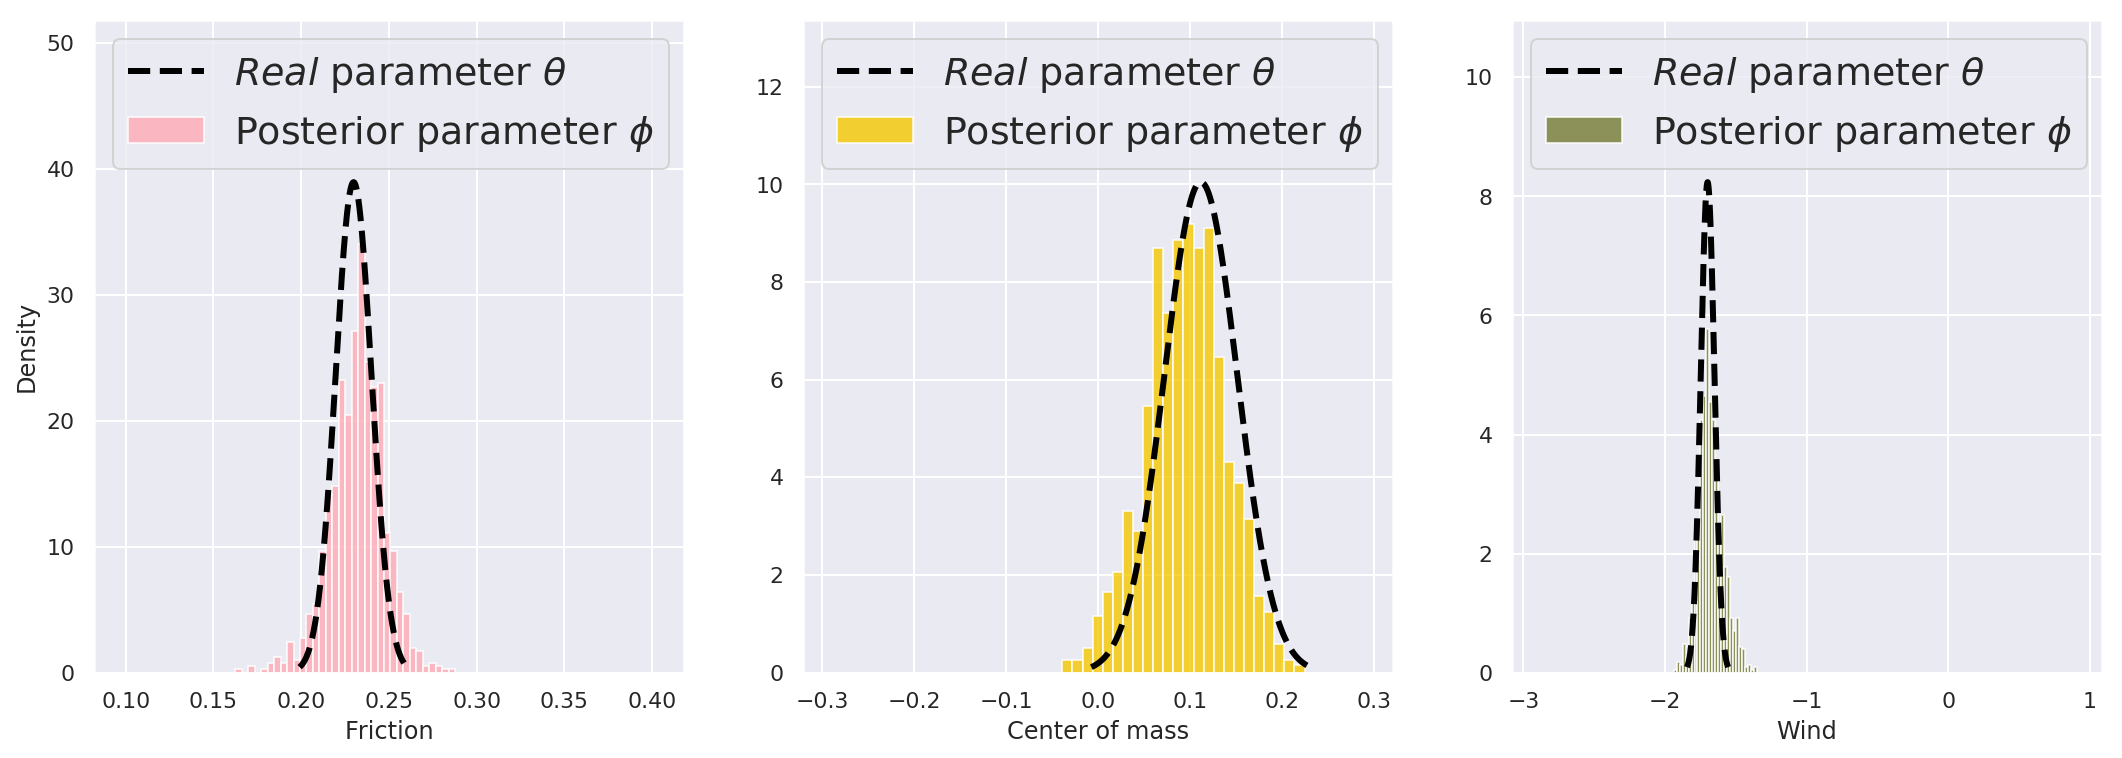 50
40
30
20
10
0
Density
Real parameter θ
Posterior parameter ϕ
0.10 0.15 0.20 0.25 0.30 0.35 0.40
Friction
12
10
8
6
4
2
0
Real parameter θ
Posterior parameter ϕ
−0.3 −0.2 −0.1 0.0 0.1 0.2 0.3
Center of mass
10
8
6
4
2
0
Real parameter θ
Posterior parameter ϕ
−3 −2 −1 0 1
Wind